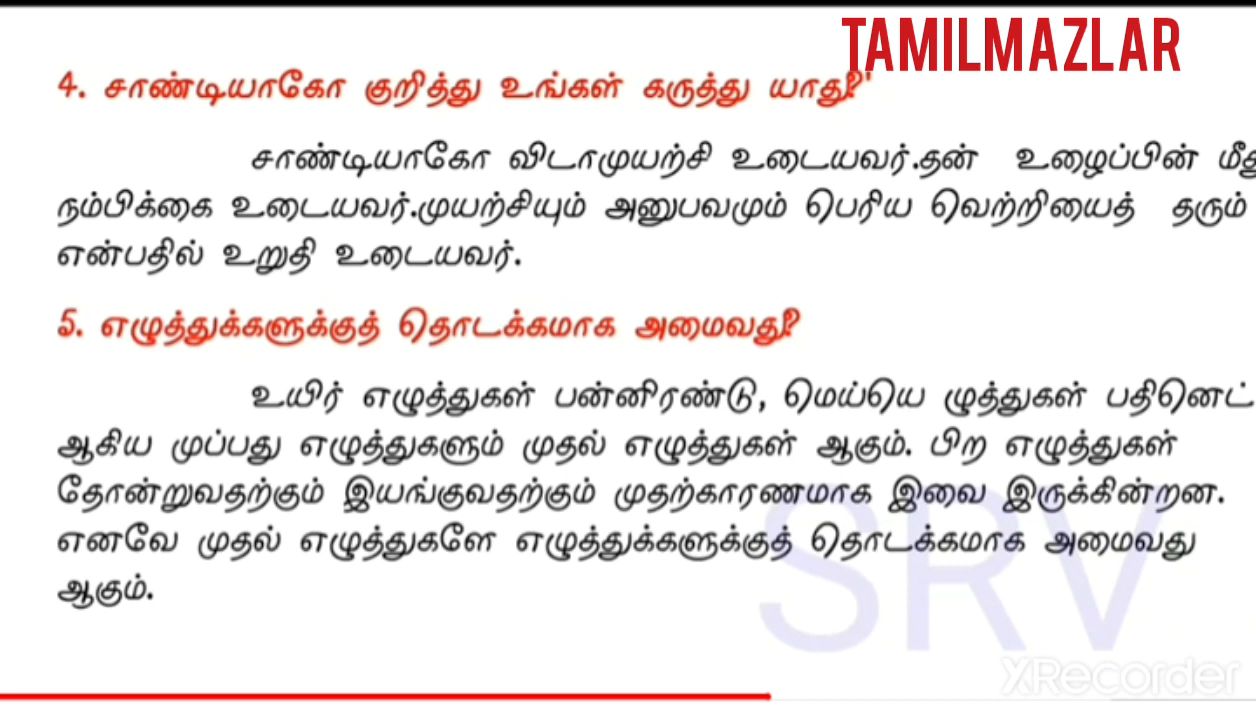 TAMILMAZLAR
4. சாண்டியாகோ குறித்து உங்கள் கருத்து யாது?'
சாண்டியாகோ விடாமுயற்சி உடையவர்.தன் உழைப்பின் மீது
நம்பிக்கை உடையவர்.முயற்சியும் அனுபவமும் பெரிய வெற்றியைத் தரும்
என்பதில் உறுதி உடையவர்.
5. எழுத்துக்களுக்குத் தொடக்கமாக அமைவது?
உயிர் எழுத்துகள் பன்னிரண்டு, மெய்யெ ழுத்துகள் பதினெட்
ஆகிய முப்பது எழுத்துகளும் முதல் எழுத்துகள் ஆகும். பிற எழுத்துகள்
தோன்றுவதற்கும் இயங்குவதற்கும் முதற்காரணமாக இவை இருக்கின்றன.
எனவே முதல் எழுத்துகளே எழுத்துக்களுக்குத் தொடக்கமாக அமைவது
ஆகும்.
SRV
XRecorder